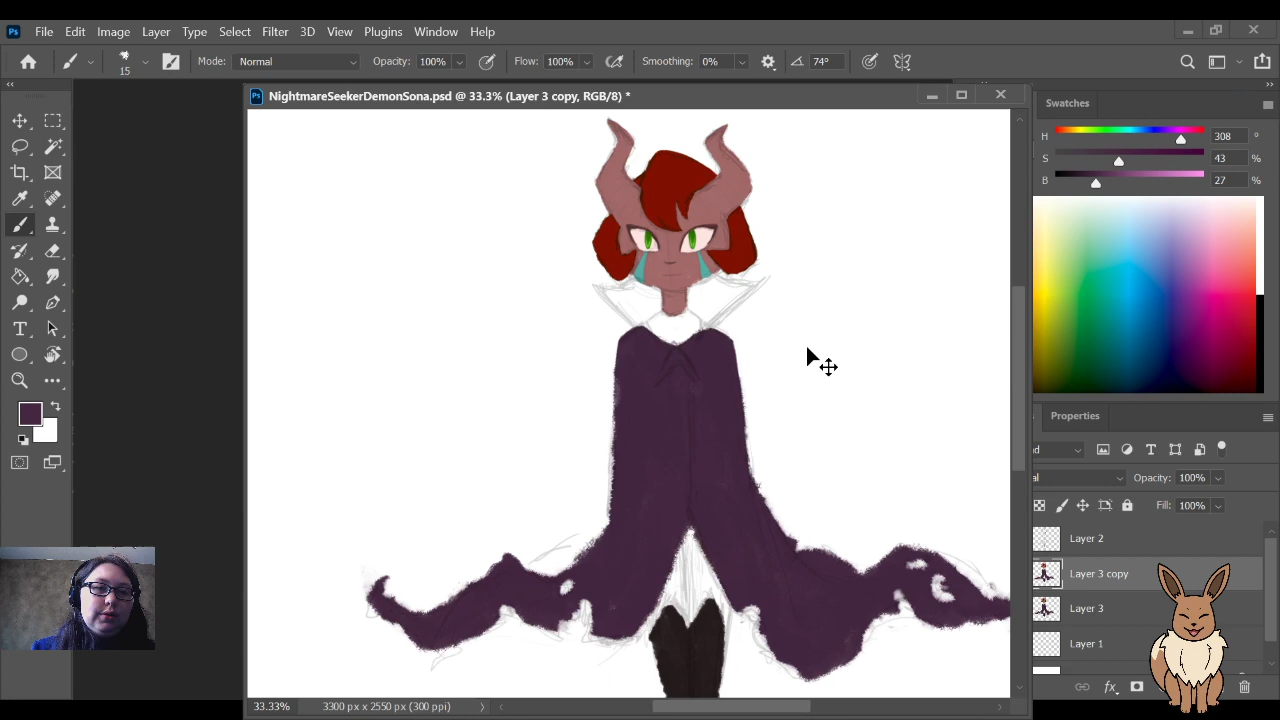 Ps File Edit Image Layer Type Select Filter 3D View Plugins Window Help
15 Mode: Normal Opacity: 100% Flow: 100% Smoothing: 0% 74°
Ps NightmareSeekerDemonSona.psd @ 33.3% (Layer 3 copy, RGB/8) *
Swatches
H 308 °
S 43 %
B 27 %
Properties
Opacity: 100%
Fill: 100%
Layer 2
Layer 3 copy
Layer 3
Layer 1
fx
33.33% 3300 px x 2550 px (300 ppi)